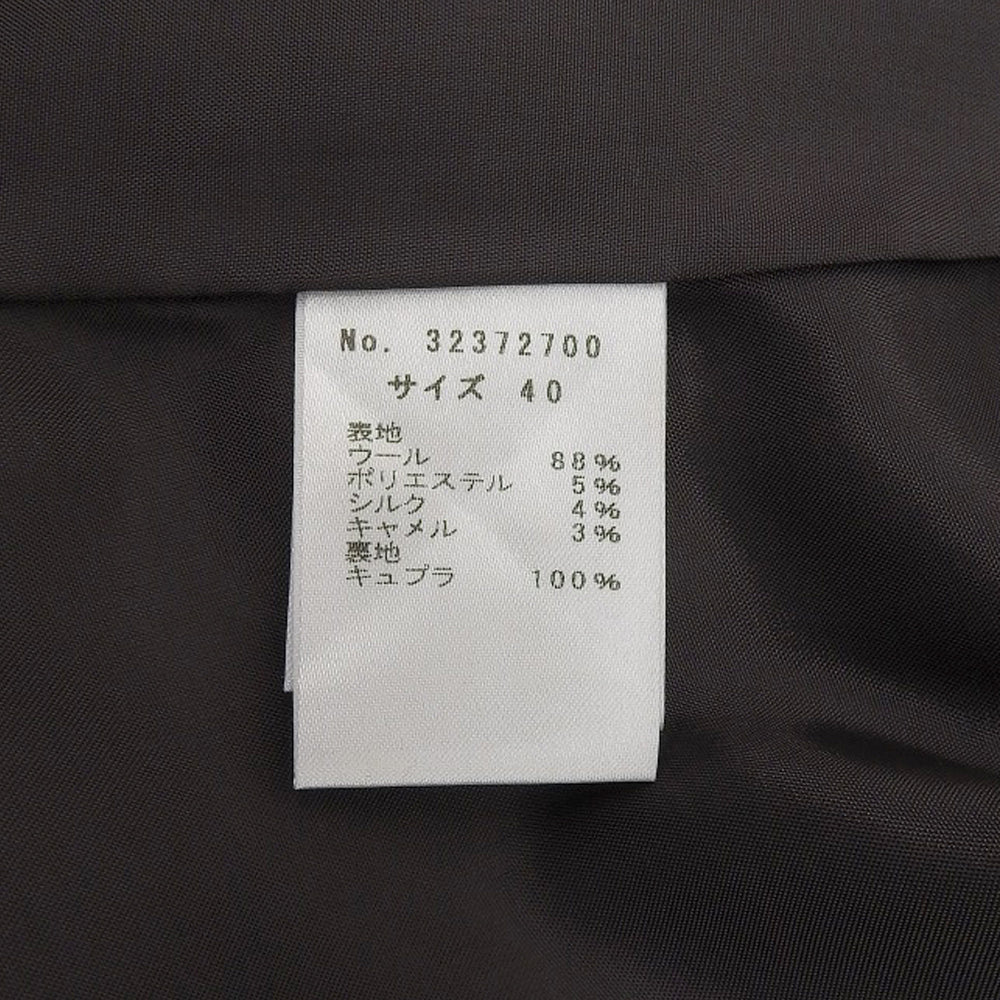 No. 32372700
サイズ 40
表地
ウール 88%
ポリエステル 5%
シルク 4%
キャメル 3%
裏地
キュプラ 100%